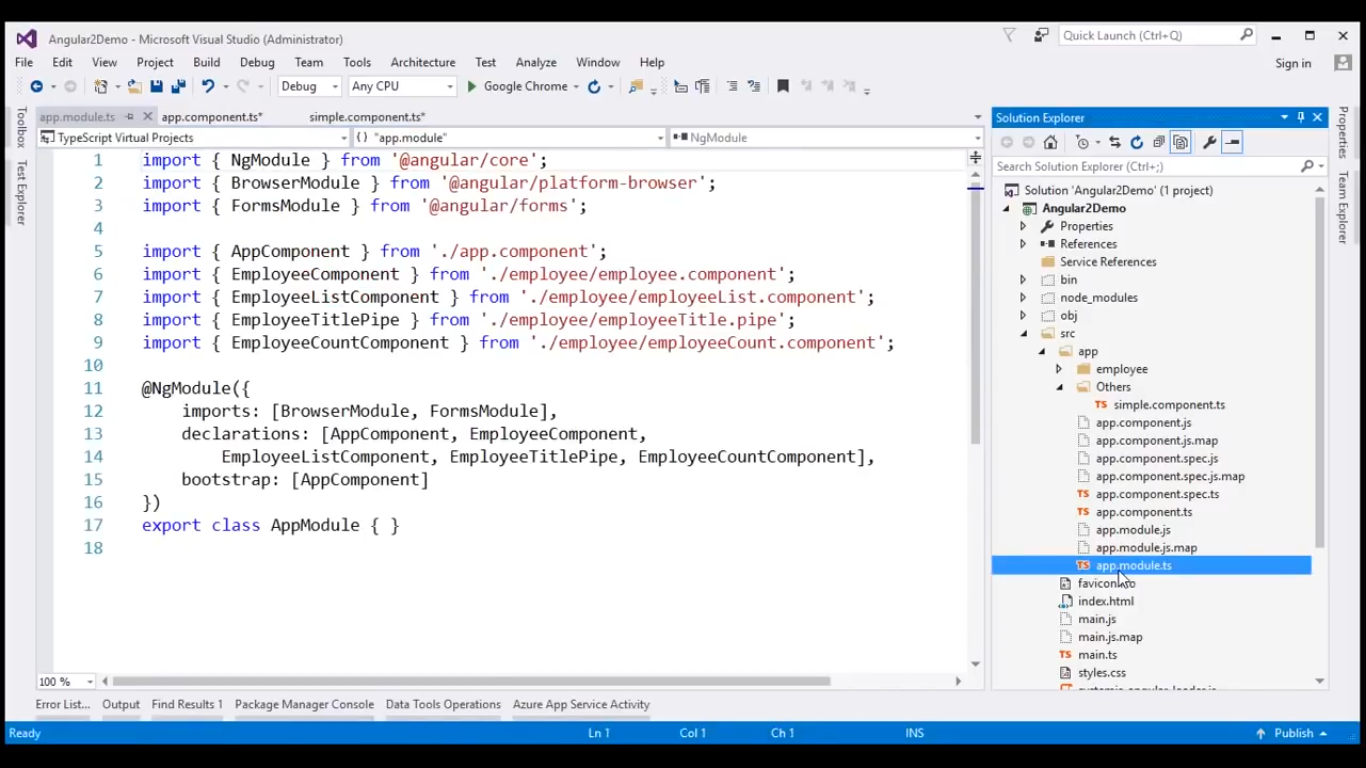 Angular2Demo - Microsoft Visual Studio (Administrator)
Quick Launch (Ctrl+Q)
File Edit View Project Build Debug Team Tools Architecture Test Analyze Window Help
Sign in
Debug Any CPU Google Chrome
Toolbox
Test Explorer
app.module.ts app.component.ts* simple.component.ts*
TypeScript Virtual Projects { } "app.module" NgModule
1 import { NgModule } from '@angular/core';
2 import { BrowserModule } from '@angular/platform-browser';
3 import { FormsModule } from '@angular/forms';
4
5 import { AppComponent } from './app.component';
6 import { EmployeeComponent } from './employee/employee.component';
7 import { EmployeeListComponent } from './employee/employeeList.component';
8 import { EmployeeTitlePipe } from './employee/employeeTitle.pipe';
9 import { EmployeeCountComponent } from './employee/employeeCount.component';
10
11 @NgModule({
12 imports: [BrowserModule, FormsModule],
13 declarations: [AppComponent, EmployeeComponent,
14 EmployeeListComponent, EmployeeTitlePipe, EmployeeCountComponent],
15 bootstrap: [AppComponent]
16 })
17 export class AppModule { }
18
100 %
Solution Explorer
Search Solution Explorer (Ctrl+;)
Solution 'Angular2Demo' (1 project)
Angular2Demo
Properties
References
Service References
bin
node_modules
obj
src
app
employee
Others
TS simple.component.ts
app.component.js
app.component.js.map
app.component.spec.js
app.component.spec.js.map
TS app.component.spec.ts
TS app.component.ts
app.module.js
app.module.js.map
TS app.module.ts
index.html
main.js
main.js.map
TS main.ts
styles.css
Properties
Team Explorer
Error List... Output Find Results 1 Package Manager Console Data Tools Operations Azure App Service Activity
Ready Ln 1 Col 1 Ch 1 INS Publish